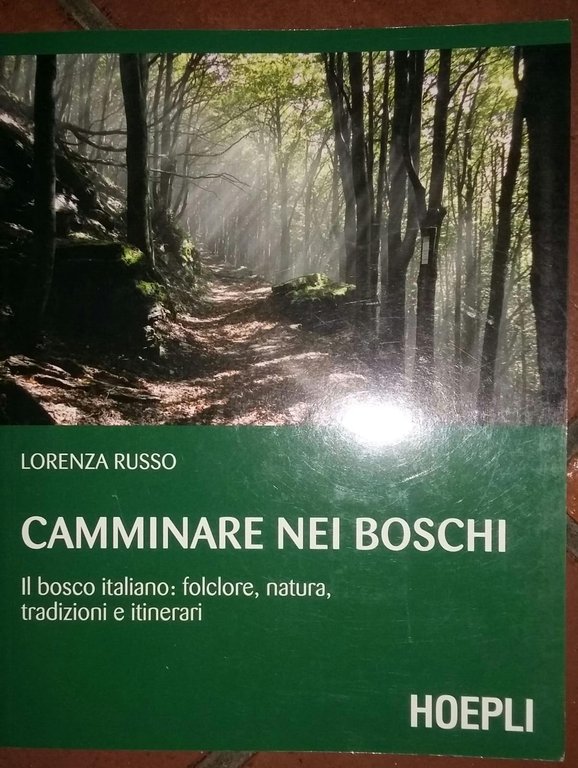 LORENZA RUSSO
CAMMINARE NEI BOSCHI
Il bosco italiano: folclore, natura,
tradizioni e itinerari
HOEPLI